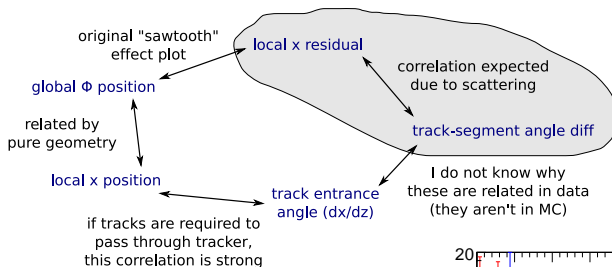 original "sawtooth"
effect plot
local x residual
global Φ position
correlation expected
due to scattering
related by
pure geometry
track-segment angle diff
local x position
track entrance
angle (dx/dz)
I do not know why
these are related in data
(they aren't in MC)
if tracks are required to
pass through tracker,
this correlation is strong
20